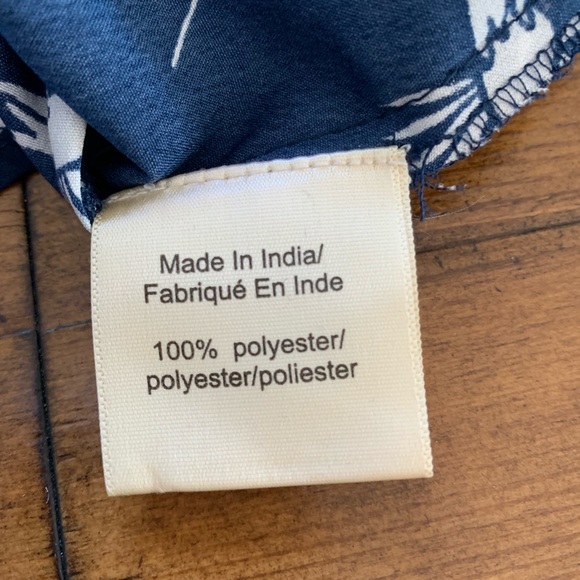 Made In India/
Fabriqué En Inde
100% polyester/
polyester/poliester